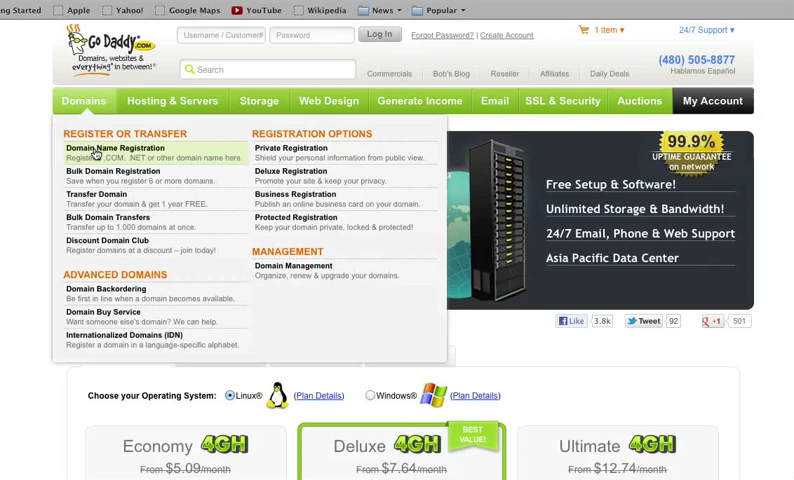 ng Started Apple Yahoo! Google Maps YouTube Wikipedia News Popular
Go Daddy .COM
Domains, websites &
everything* in between!®
Username / Customer# Password Log In Forgot Password? | Create Account 1 item 24/7 Support
(480) 505-8877
Hablamos Español
Search
Commercials Bob's Blog Reseller Affiliates Daily Deals
Domains Hosting & Servers Storage Web Design Generate Income Email SSL & Security Auctions My Account
REGISTER OR TRANSFER
Domain Name Registration
Register .COM, .NET or other domain name here.
Bulk Domain Registration
Save when you register 6 or more domains.
Transfer Domain
Transfer your domain & get 1 year FREE.
Bulk Domain Transfers
Transfer up to 1,000 domains at once.
Discount Domain Club
Register domains at a discount – join today!
ADVANCED DOMAINS
Domain Backordering
Be first in line when a domain becomes available.
Domain Buy Service
Want someone else's domain? We can help.
Internationalized Domains (IDN)
Register a domain in a language-specific alphabet.
REGISTRATION OPTIONS
Private Registration
Shield your personal information from public view.
Deluxe Registration
Promote your site & keep your privacy.
Business Registration
Publish an online business card on your domain.
Protected Registration
Keep your domain private, locked & protected!
MANAGEMENT
Domain Management
Organize, renew & upgrade your domains.
99.9%
UPTIME GUARANTEE
on network
Free Setup & Software!
Unlimited Storage & Bandwidth!
24/7 Email, Phone & Web Support
Asia Pacific Data Center
Like 3.8k Tweet 92 +1 501
Choose your Operating System: Linux® (Plan Details) Windows® (Plan Details)
BEST
VALUE!
Economy 4GH
From $5.09/month
Deluxe 4GH
From $7.64/month
Ultimate 4GH
From $12.74/month